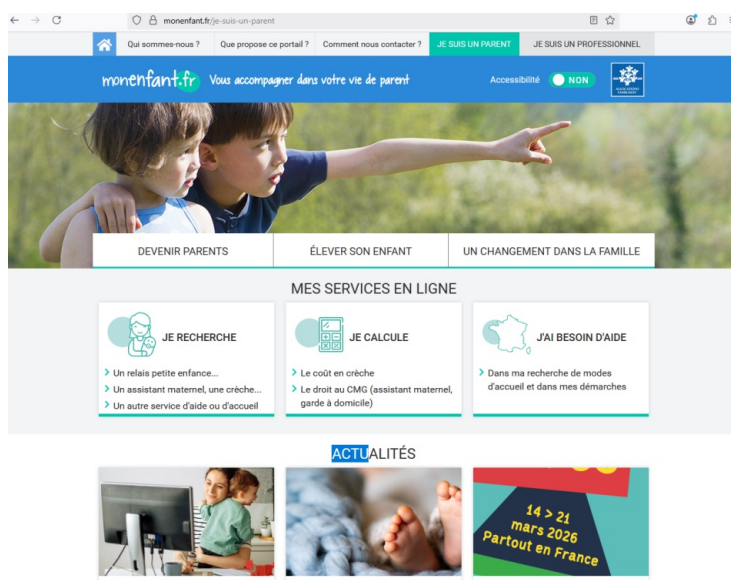 monenfant.fr/je-suis-un-parent
Qui sommes-nous ? Que propose ce portail ? Comment nous contacter ? JE SUIS UN PARENT JE SUIS UN PROFESSIONNEL
monenfant.fr Vous accompagner dans votre vie de parent Accessibilité NON
ALLOCATIONS FAMILIALES
DEVENIR PARENTS ÉLEVER SON ENFANT UN CHANGEMENT DANS LA FAMILLE
MES SERVICES EN LIGNE
JE RECHERCHE
Un relais petite enfance...
Un assistant maternel, une crèche...
Un autre service d'aide ou d'accueil
JE CALCULE
Le coût en crèche
Le droit au CMG (assistant maternel,
garde à domicile)
J'AI BESOIN D'AIDE
Dans ma recherche de modes
d'accueil et dans mes démarches
ACTUALITÉS
14 > 21
mars 2026
Partout en France